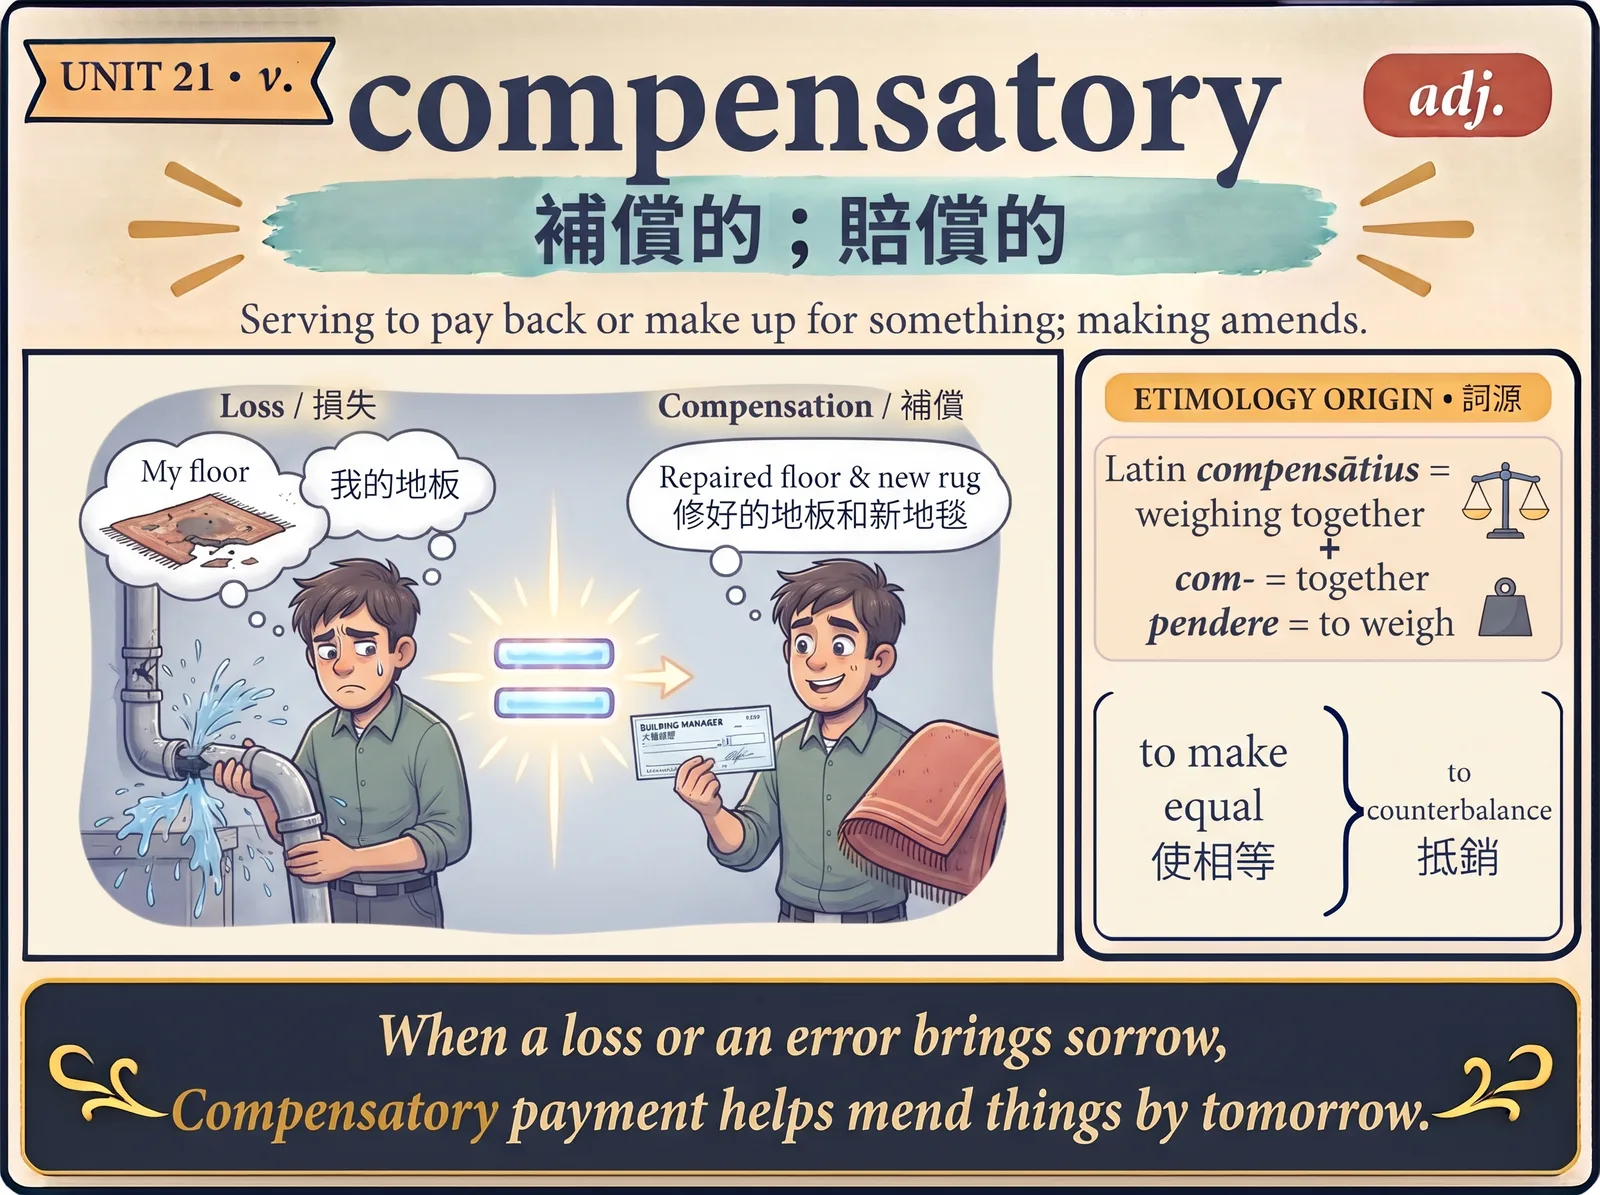 UNIT 21 • v.
compensatory
adj.
補償的；賠償的
Serving to pay back or make up for something; making amends.
Loss / 損失
My floor
我的地板
Compensation / 補償
Repaired floor & new rug
修好的地板和新地毯
BUILDING MANAGER
ETIMOLOGY ORIGIN • 詞源
Latin compensātius =
weighing together
+
com- = together
pendere = to weigh
to make
equal
使相等
to
counterbalance
抵銷
When a loss or an error brings sorrow,
Compensatory payment helps mend things by tomorrow.